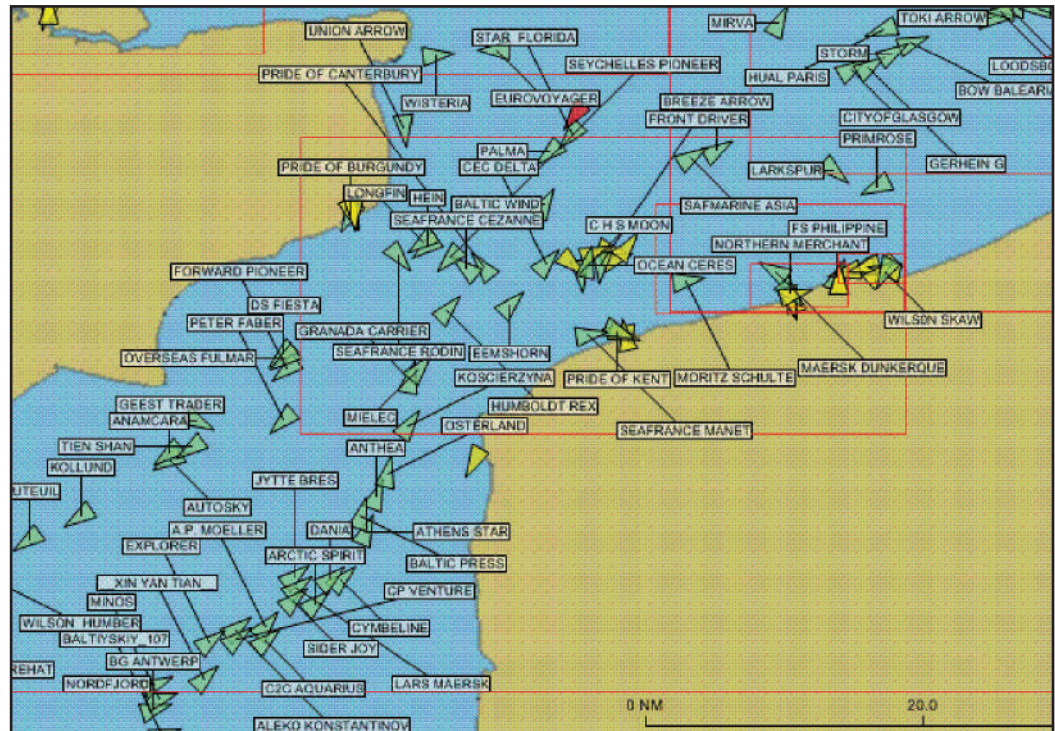 UNION ARROW
STAR FLORIDA
MIRVA
TOKI ARROW
SEYCHELLES PIONEER
STORM
LOODSBO
PRIDE OF CANTERBURY
HUAL PARIS
BOW BALEARI
WISTERIA
EUROVOYAGER
BREEZE ARROW
FRONT DRIVER
CITYOFGLASGOW
PRIMROSE
PALMA
CEC DELTA
PRIDE OF BURGUNDY
LARKSPUR
GERHEIN G
LONGFIN
HEIN
BALTIC WIND
SAFMARINE ASIA
SEAFRANCE CEZANNE
C H S MOON
FS PHILIPPINE
NORTHERN MERCHANT
FORWARD PIONEER
OCEAN CERES
DS FIESTA
PETER FABER
GRANADA CARRIER
WILSON SKAW
OVERSEAS FULMAR
SEAFRANCE RODIN
EEMSHORN
MAERSK DUNKERQUE
KOSCIERZYNA
PRIDE OF KENT
MORITZ SCHULTE
GEEST TRADER
HUMBOLDT REX
ANAMCARA
MIELEC
OSTERLAND
SEAFRANCE MANET
TIEN SHAN
ANTHEA
KOLLUND
JYTTE BRES
UTEUIL
AUTOSKY
A.P. MOELLER
DANIA
ATHENS STAR
EXPLORER
ARCTIC SPIRIT
BALTIC PRESS
_XIN YAN TIAN_
CP VENTURE
MINOS
WILSON HUMBER
CYMBELINE
BALTIYSKIY_107
SIDER JOY
BG ANTWERP
REHAT
NORDFJORD
C2C AQUARIUS
LARS MAERSK
0 NM
20.0
ALEKO KONSTANTINOV